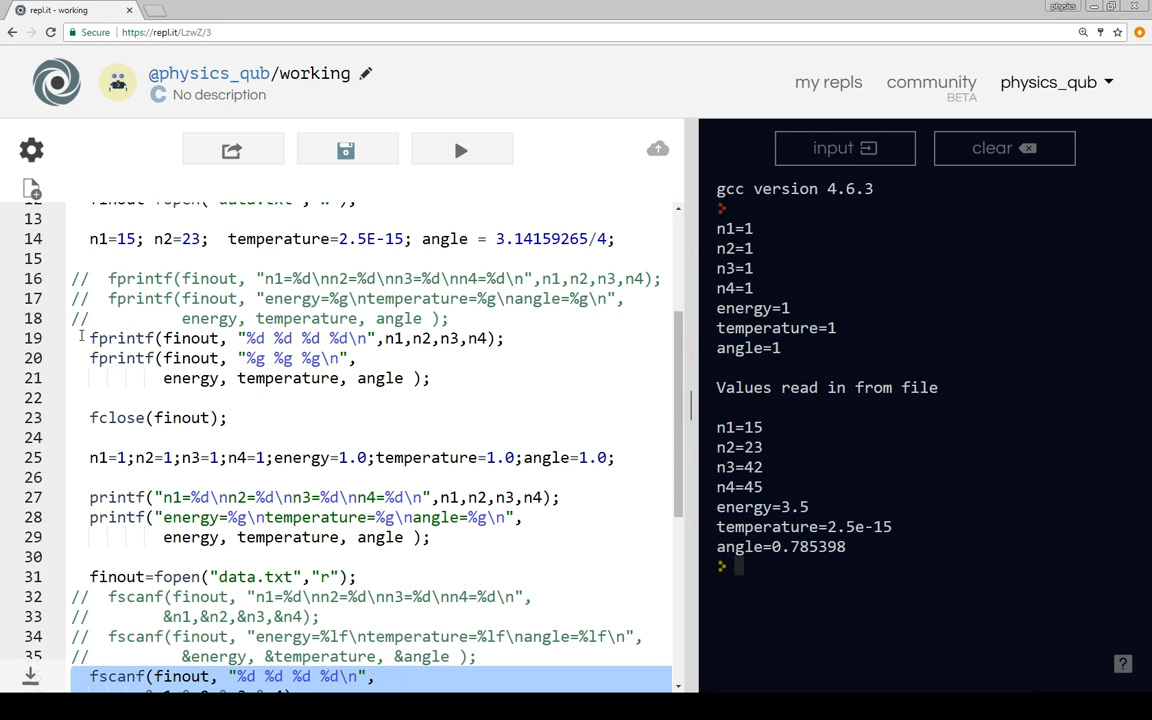 repl.it - working
physics
Secure https://repl.it/LzwZ/3
@physics_qub/working
No description
my repls
community
BETA
physics_qub
input
clear
12 finout=fopen("data.txt","w");
13
14 n1=15; n2=23; temperature=2.5E-15; angle = 3.14159265/4;
15
16 // fprintf(finout, "n1=%d\nn2=%d\nn3=%d\nn4=%d\n",n1,n2,n3,n4);
17 // fprintf(finout, "energy=%g\ntemperature=%g\nangle=%g\n",
18 // energy, temperature, angle );
19 fprintf(finout, "%d %d %d %d\n",n1,n2,n3,n4);
20 fprintf(finout, "%g %g %g\n",
21 energy, temperature, angle );
22
23 fclose(finout);
24
25 n1=1;n2=1;n3=1;n4=1;energy=1.0;temperature=1.0;angle=1.0;
26
27 printf("n1=%d\nn2=%d\nn3=%d\nn4=%d\n",n1,n2,n3,n4);
28 printf("energy=%g\ntemperature=%g\nangle=%g\n",
29 energy, temperature, angle );
30
31 finout=fopen("data.txt","r");
32 // fscanf(finout, "n1=%d\nn2=%d\nn3=%d\nn4=%d\n",
33 // &n1,&n2,&n3,&n4);
34 // fscanf(finout, "energy=%lf\ntemperature=%lf\nangle=%lf\n",
35 // &energy, &temperature, &angle );
fscanf(finout, "%d %d %d %d\n",
gcc version 4.6.3
n1=1
n2=1
n3=1
n4=1
energy=1
temperature=1
angle=1
Values read in from file
n1=15
n2=23
n3=42
n4=45
energy=3.5
temperature=2.5e-15
angle=0.785398
?